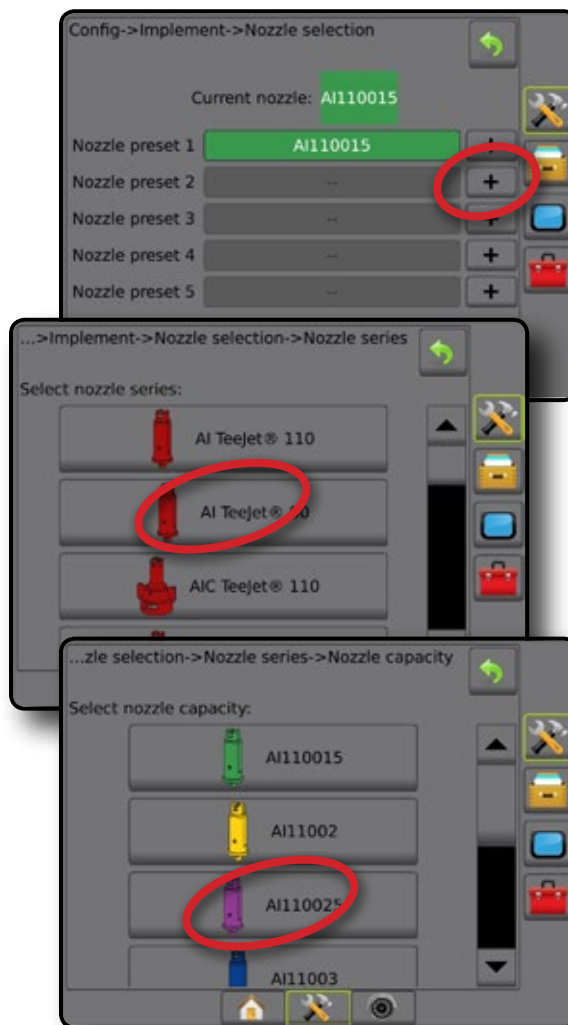 Config->Implement->Nozzle selection
Current nozzle: AI110015
Nozzle preset 1 AI110015 +
Nozzle preset 2 -- +
Nozzle preset 3 -- +
Nozzle preset 4 -- +
Nozzle preset 5 -- +
...>Implement->Nozzle selection->Nozzle series
Select nozzle series:
AI TeeJet® 110
AI TeeJet® 80
AIC TeeJet® 110
...zle selection->Nozzle series->Nozzle capacity
Select nozzle capacity:
AI110015
AI11002
AI110025
AI11003